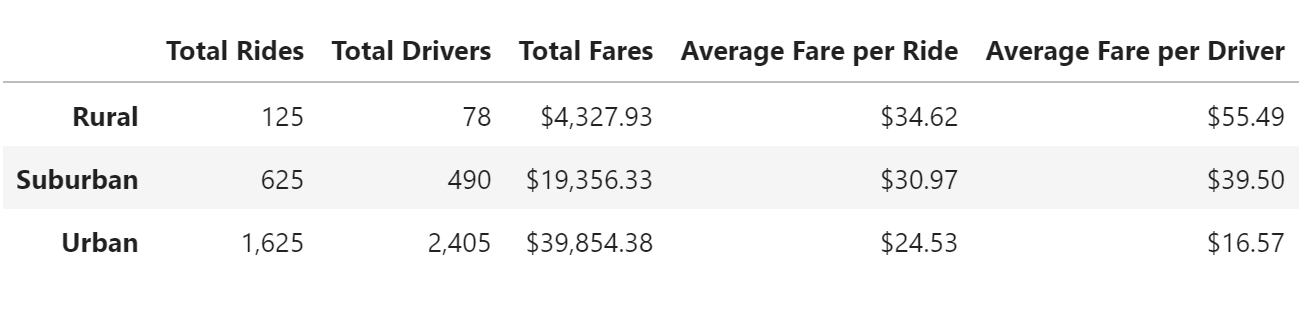 Total Rides Total Drivers Total Fares Average Fare per Ride Average Fare per Driver
Rural 125 78 $4,327.93 $34.62 $55.49
Suburban 625 490 $19,356.33 $30.97 $39.50
Urban 1,625 2,405 $39,854.38 $24.53 $16.57